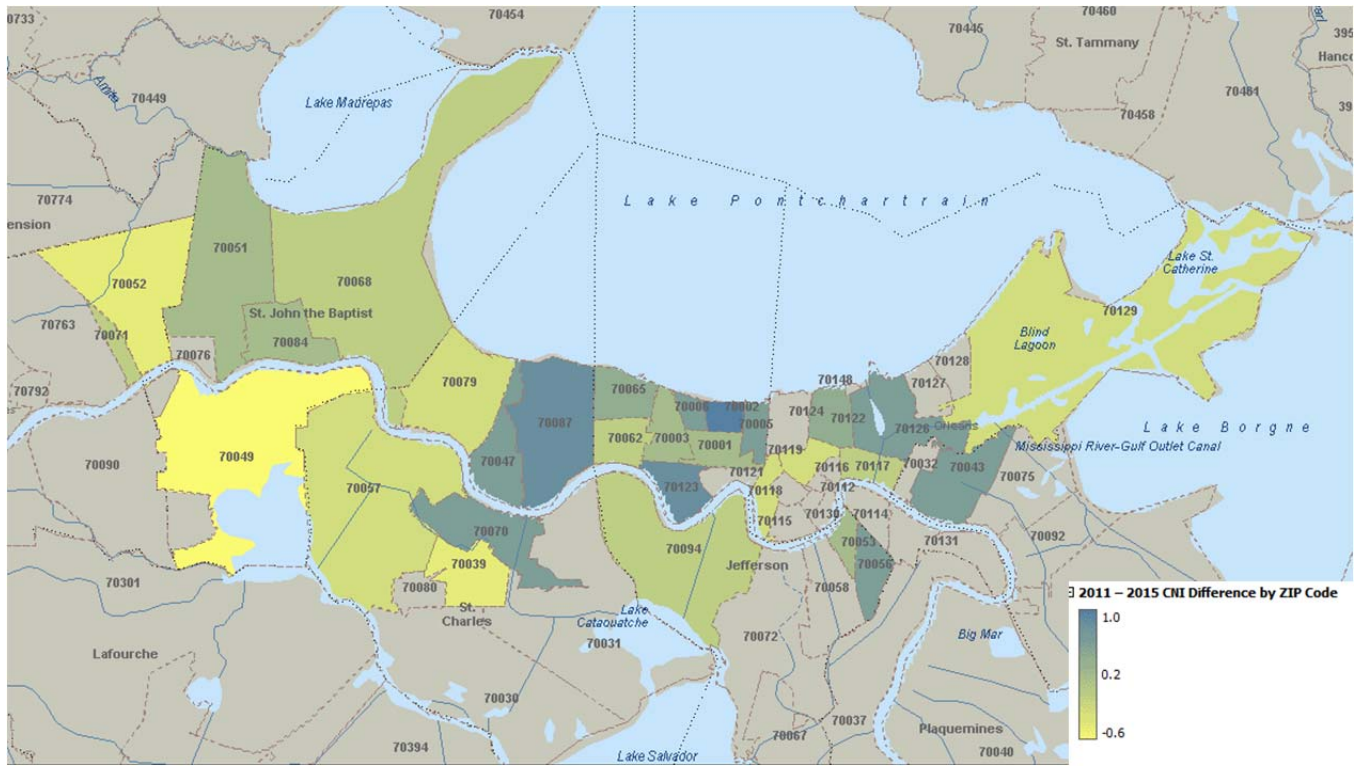 70733
70454
70445
70460
St. Tammany
395
Hanco
Amite
70449
Lake Madrepas
70458
70461
39
70774
ension
Lake Pontchartrain
70051
Lake St.
Catherine
70052
70068
70129
70763
St. John the Baptist
70071
70084
Blind
Lagoon
70076
70128
70148
70127
70792
70079
70065
70006
70002
70124
70087
70005
70122
70126
Orleans
Lake Borgne
70062
70003
70001
70119
Mississippi River-Gulf Outlet Canal
70090
70049
70047
70121
70116
70117
70032
70043
70075
70057
70123
70118
70112
70070
70115
70130
70114
70131
70092
70094
70053
70301
70039
Jefferson
70056
70080
70058
St.
Charles
Lake
Cataouatche
2011 – 2015 CNI Difference by ZIP Code
1.0
0.2
-0.6
70072
Big Mar
70031
Lafourche
70030
70037
Plaquemines
70394
70067
70040
Lake Salvador